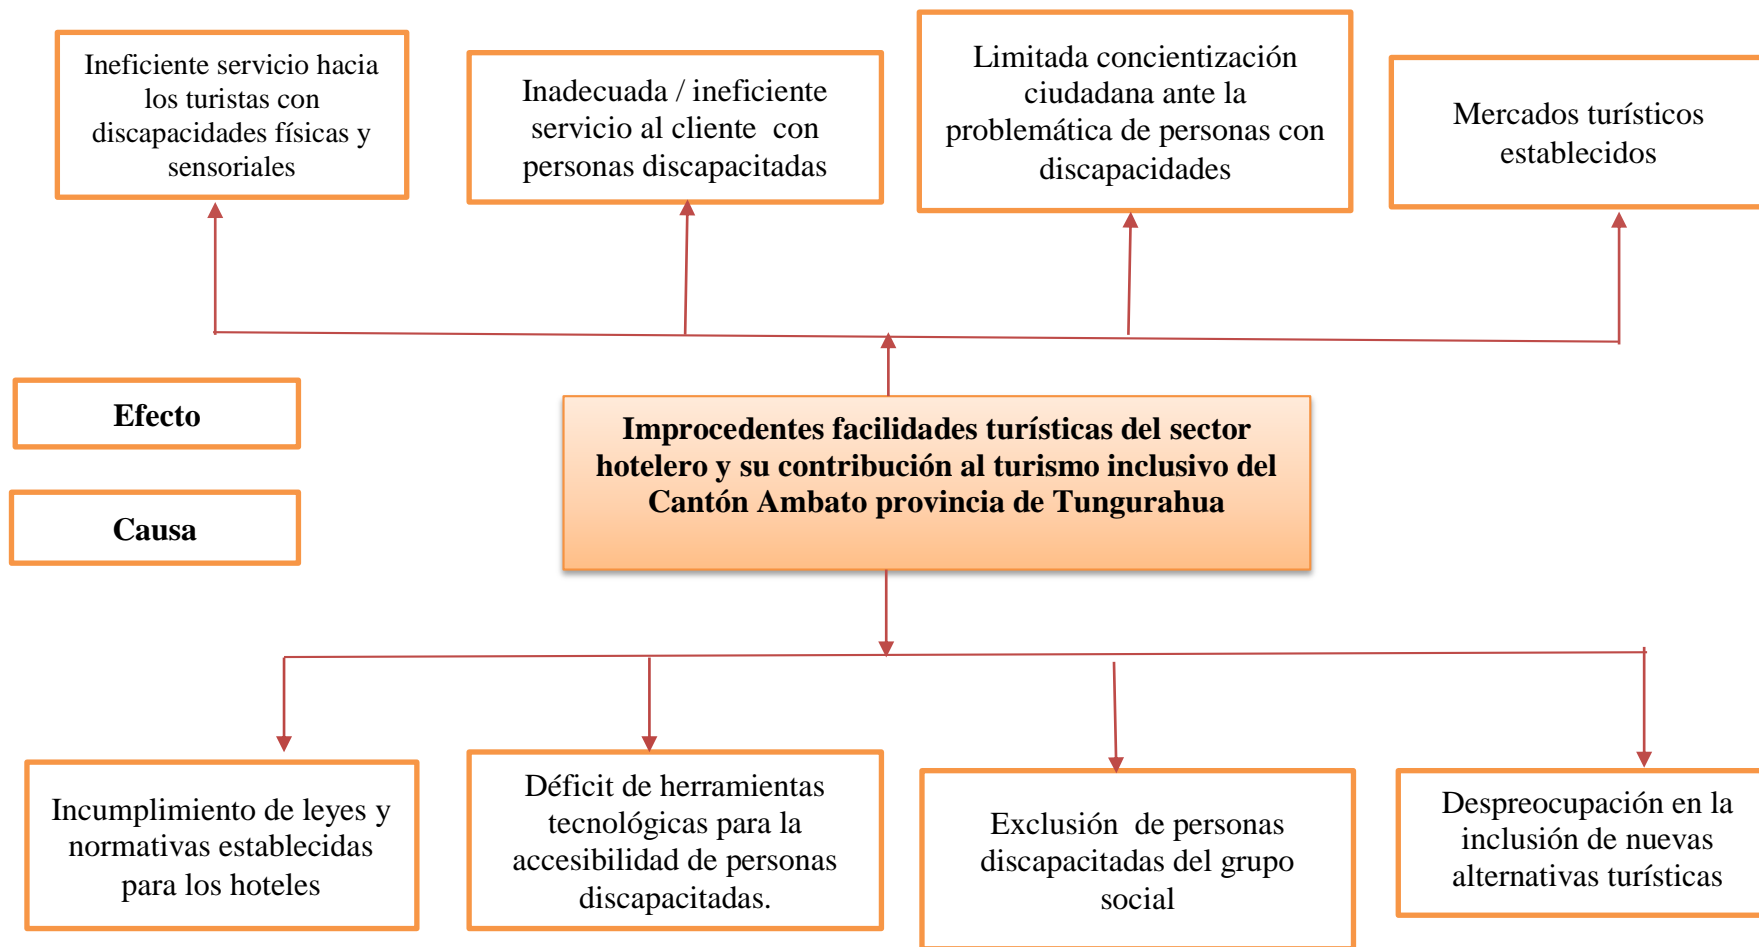 Ineficiente servicio hacia
los turistas con
discapacidades físicas y
sensoriales
Inadecuada / ineficiente
servicio al cliente  con
personas discapacitadas
Limitada concientización
ciudadana ante la
problemática de personas con
discapacidades
Mercados turísticos
establecidos
Efecto
Causa
Improcedentes facilidades turísticas del sector
hotelero y su contribución al turismo inclusivo del
Cantón Ambato provincia de Tungurahua
Incumplimiento de leyes y
normativas establecidas
para los hoteles
Déficit de herramientas
tecnológicas para la
accesibilidad de personas
discapacitadas.
Exclusión  de personas
discapacitadas del grupo
social
Despreocupación en la
inclusión de nuevas
alternativas turísticas